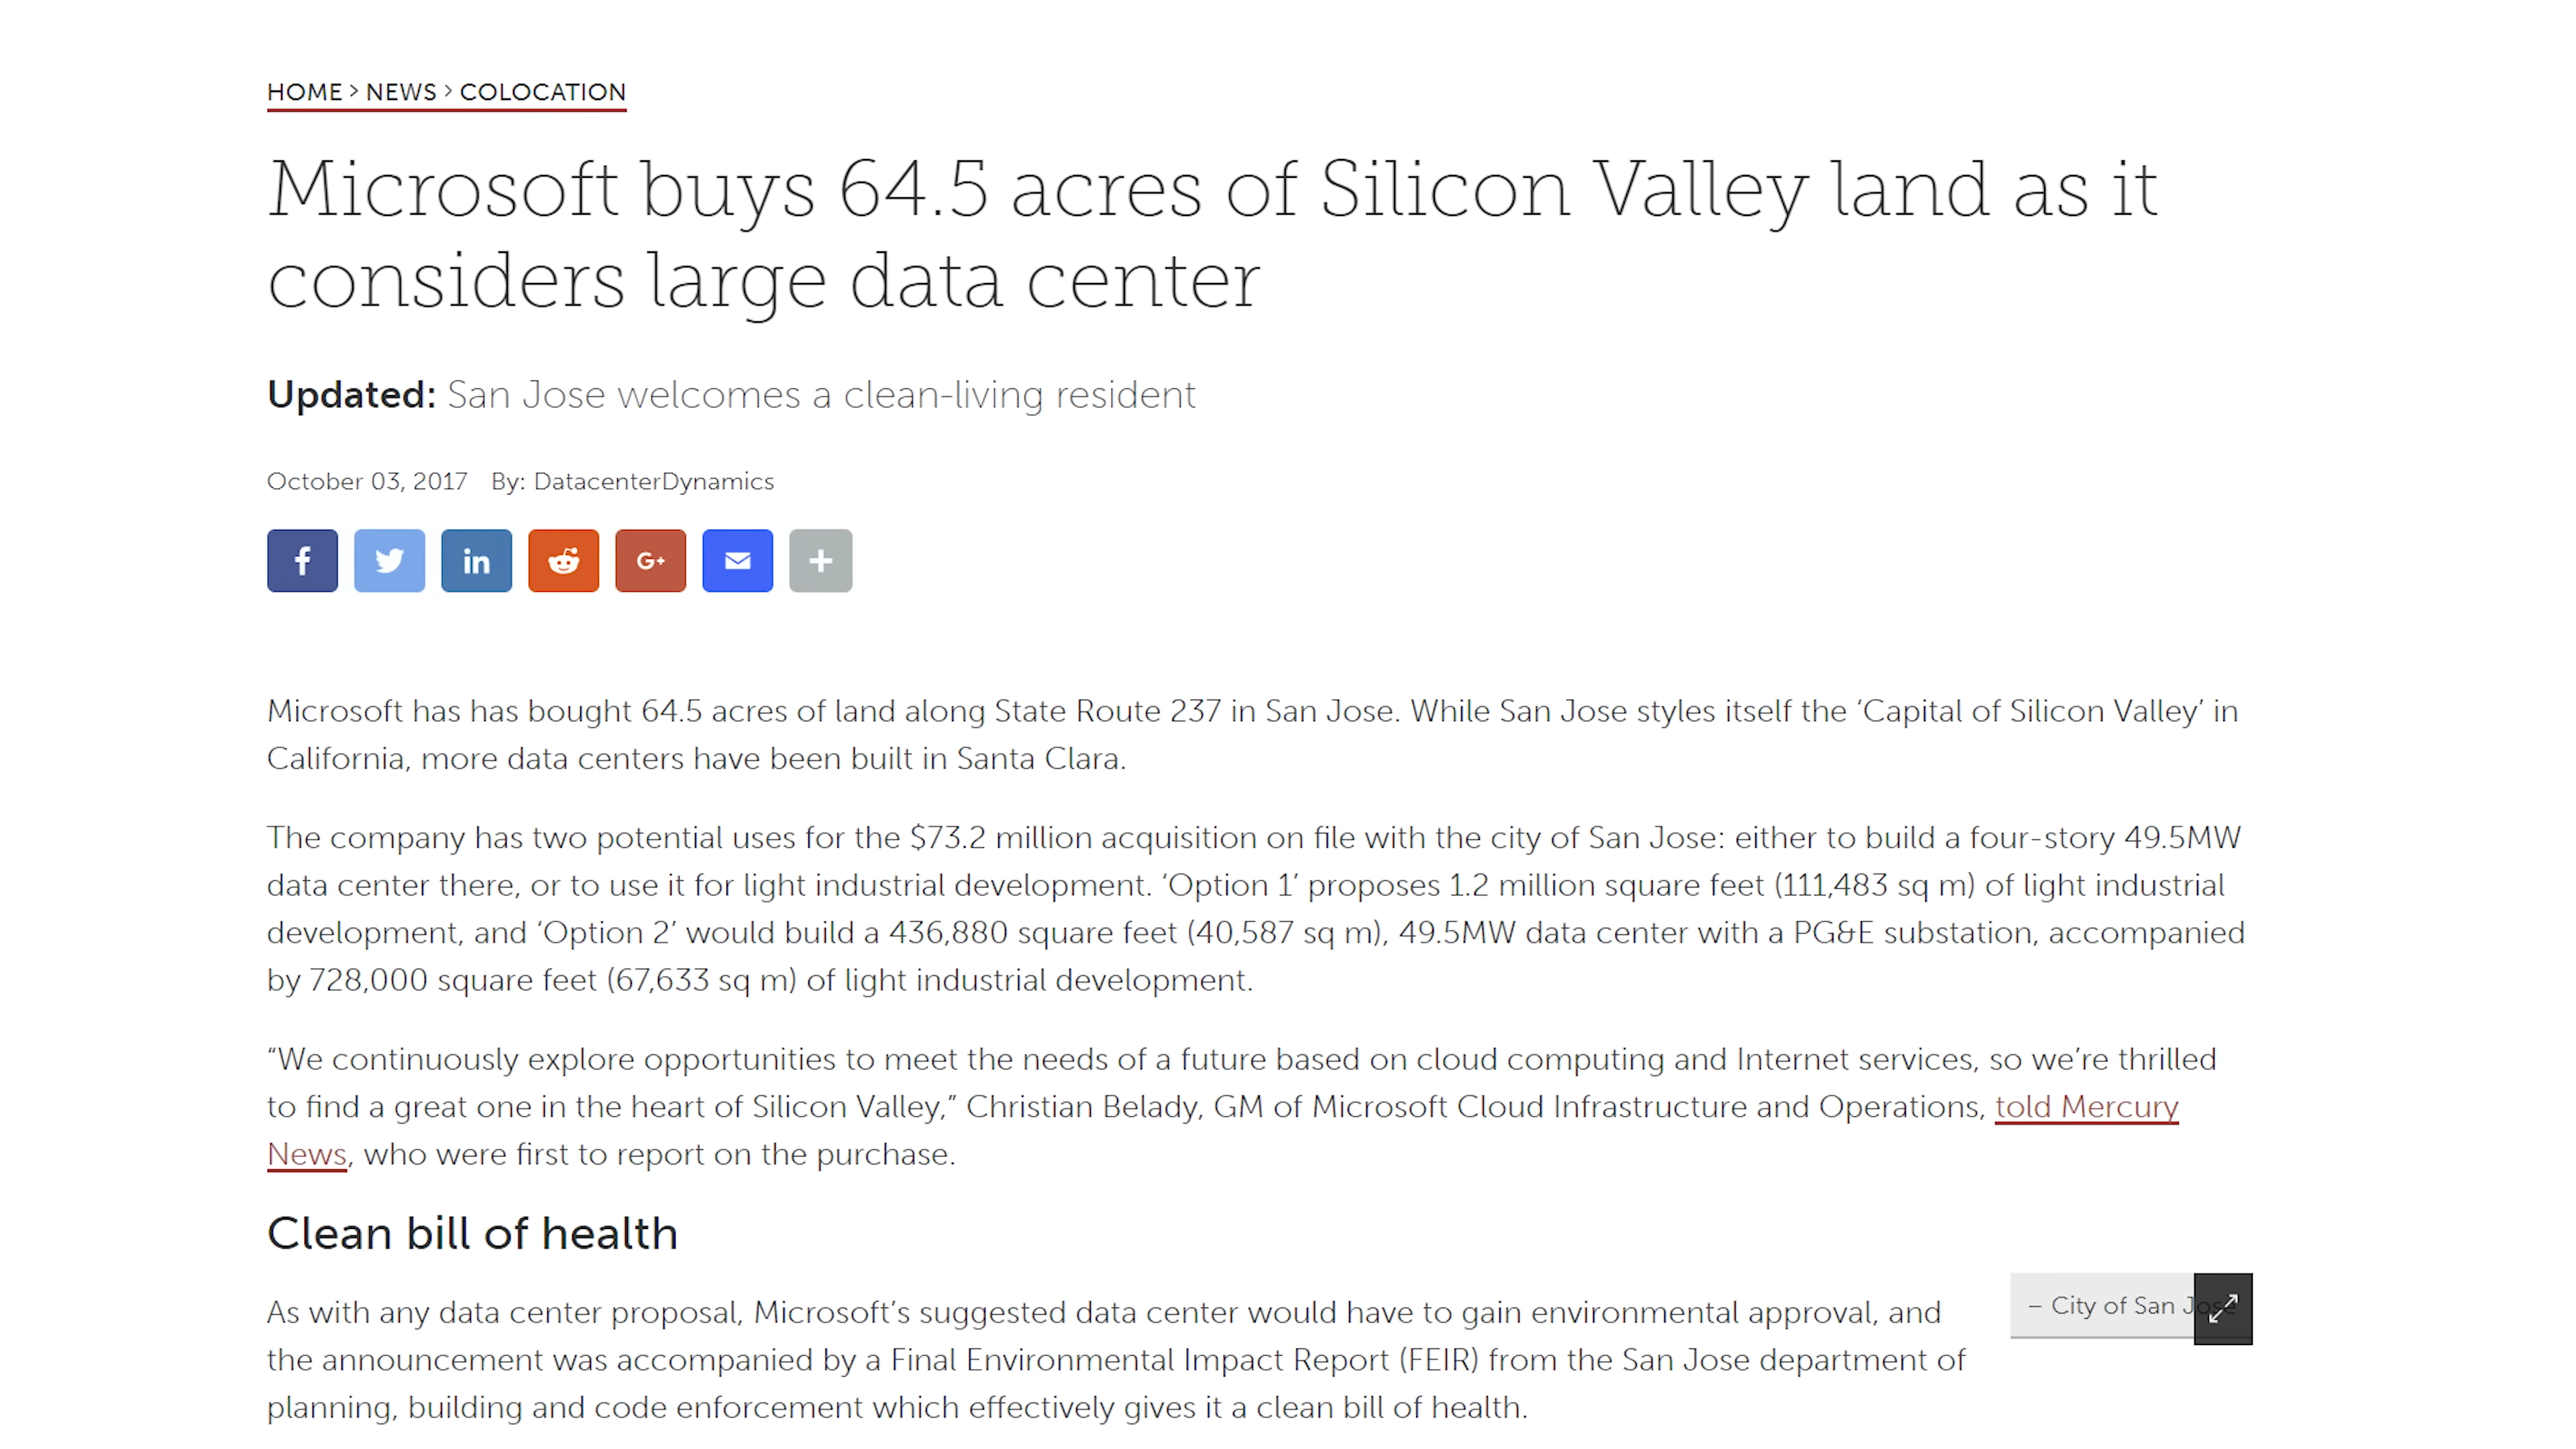 HOME > NEWS > COLOCATION
Microsoft buys 64.5 acres of Silicon Valley land as it
considers large data center
Updated: San Jose welcomes a clean-living resident
October 03, 2017 By: DatacenterDynamics
f in G+ +
Microsoft has has bought 64.5 acres of land along State Route 237 in San Jose. While San Jose styles itself the ‘Capital of Silicon Valley’ in
California, more data centers have been built in Santa Clara.
The company has two potential uses for the $73.2 million acquisition on file with the city of San Jose: either to build a four-story 49.5MW
data center there, or to use it for light industrial development. ‘Option 1’ proposes 1.2 million square feet (111,483 sq m) of light industrial
development, and ‘Option 2’ would build a 436,880 square feet (40,587 sq m), 49.5MW data center with a PG&E substation, accompanied
by 728,000 square feet (67,633 sq m) of light industrial development.
“We continuously explore opportunities to meet the needs of a future based on cloud computing and Internet services, so we’re thrilled
to find a great one in the heart of Silicon Valley,” Christian Belady, GM of Microsoft Cloud Infrastructure and Operations, told Mercury
News, who were first to report on the purchase.
Clean bill of health
As with any data center proposal, Microsoft’s suggested data center would have to gain environmental approval, and
the announcement was accompanied by a Final Environmental Impact Report (FEIR) from the San Jose department of
planning, building and code enforcement which effectively gives it a clean bill of health.
– City of San Jose